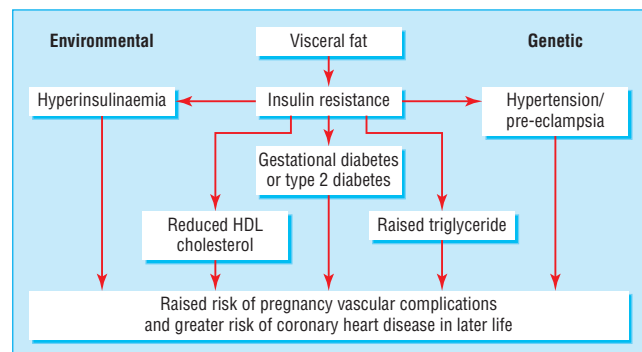 Environmental
Visceral fat
Genetic
Hyperinsulinaemia
Insulin resistance
Hypertension/
pre-eclampsia
Gestational diabetes
or type 2 diabetes
Reduced HDL
cholesterol
Raised triglyceride
Raised risk of pregnancy vascular complications
and greater risk of coronary heart disease in later life